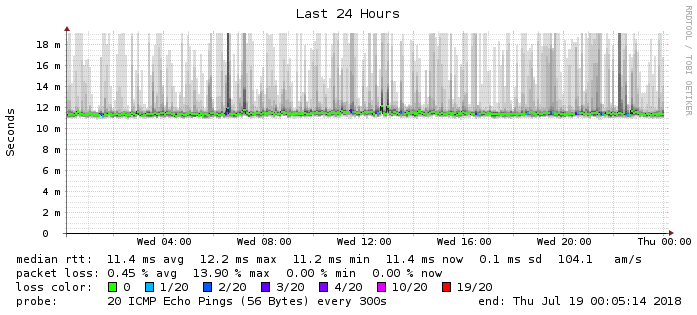 Last 24 Hours
RRDTOOL / TOBI OETIKER
Seconds
18 m
16 m
14 m
12 m
10 m
8 m
6 m
4 m
2 m
0
Wed 04:00 Wed 08:00 Wed 12:00 Wed 16:00 Wed 20:00 Thu 00:00
median rtt: 11.4 ms avg 12.2 ms max 11.2 ms min 11.4 ms now 0.1 ms sd 104.1 am/s
packet loss: 0.45 % avg 13.90 % max 0.00 % min 0.00 % now
loss color: 0 1/20 2/20 3/20 4/20 10/20 19/20
probe: 20 ICMP Echo Pings (56 Bytes) every 300s end: Thu Jul 19 00:05:14 2018